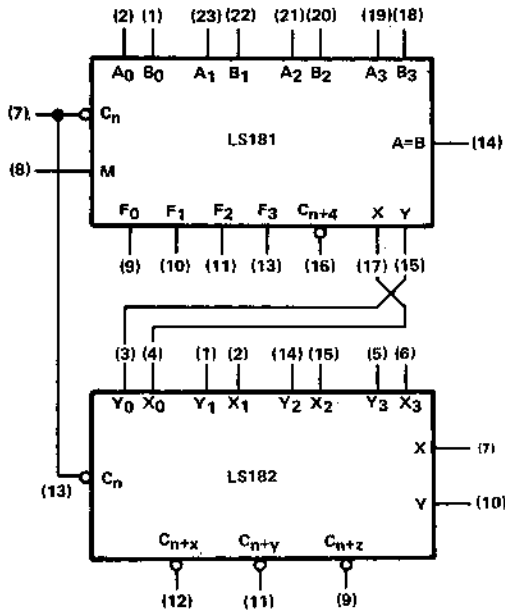 (2) (1) (23) (22) (21) (20) (19) (18)
A0 B0 A1 B1 A2 B2 A3 B3
(7) Cn
LS181 A=B (14)
(8) M
F0 F1 F2 F3 Cn+4 X Y
(9) (10) (11) (13) (16) (17) (15)
(3) (4) (1) (2) (14) (15) (5) (6)
Y0 X0 Y1 X1 Y2 X2 Y3 X3
X (7)
(13) Cn LS182
Y (10)
Cn+x Cn+y Cn+z
(12) (11) (9)